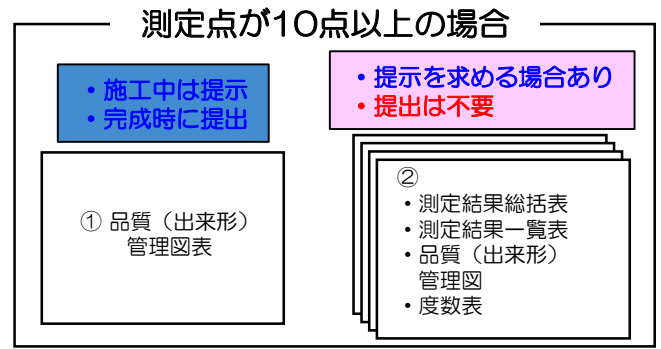 測定点が10点以上の場合
・施工中は提示
・完成時に提出
① 品質（出来形）
管理図表
・提示を求める場合あり
・提出は不要
②
・測定結果総括表
・測定結果一覧表
・品質（出来形）
管理図
・度数表